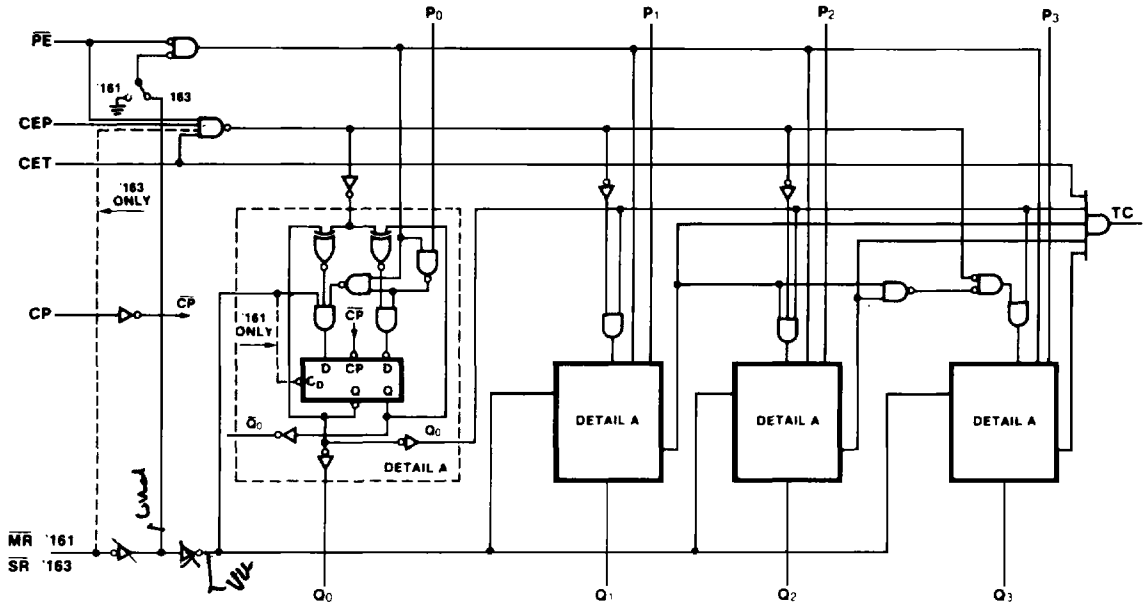 P0 P1 P2 P3
PE
'161 163
CEP
CET
'163
ONLY
TC
CP CP
'161
ONLY
CP
D CP D
CD
Q Q
Q0 Q0
DETAIL A
DETAIL A DETAIL A DETAIL A
MR '161
SR '163
Q0 Q1 Q2 Q3